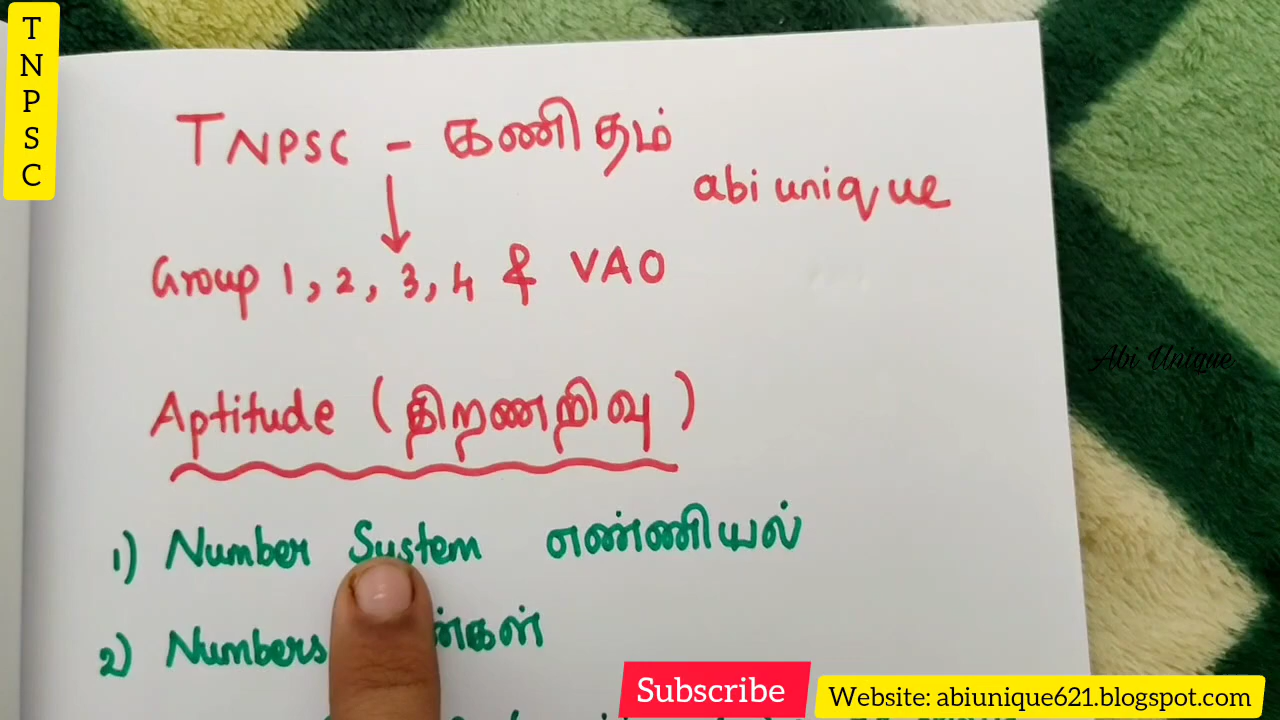 T
N
P
S
C
TNPSC - கணிதம்
abi unique
Group 1, 2, 3, 4 & VAO
Abi Unique
Aptitude (திறணறிவு)
1) Number System எண்ணியல்
2) Numbers
Subscribe
Website: abiunique621.blogspot.com